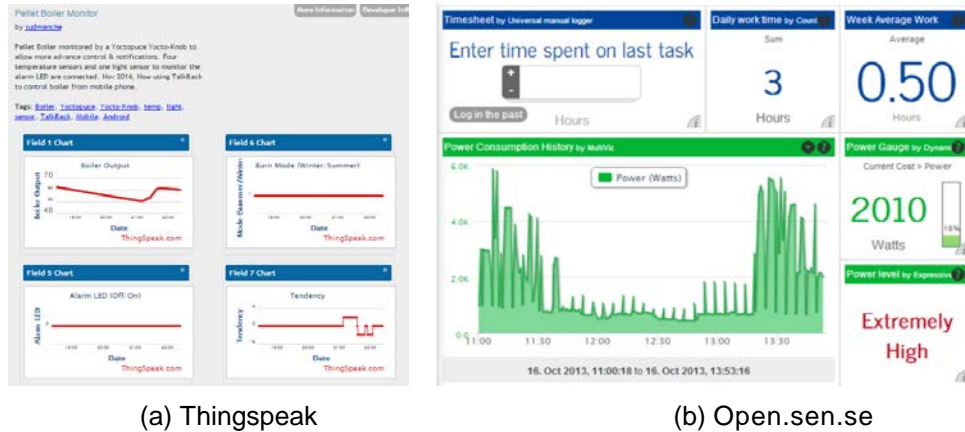 Pellet Boiler Monitor
More Information
by
Pellet Boiler monitored by a Yoctopuce Yocto-Knob to
allow more advance control & notifications. Four
temperature sensors and one light sensor to monitor the
alarm LED are connected. Nov 2014, Now using TalkBack
to control boiler from mobile phone.
Tags: Boiler, Yoctopuce, Yocto-Knob, temp, light,
sensor, TalkBack, Mobile, Android
Field 1 Chart
Boiler Output
Boiler Output
70
48
Date
ThingSpeak.com
Field 6 Chart
Burn Mode (Winter: Summer)
Date
ThingSpeak.com
Field 5 Chart
Alarm LED (Off: On)
Alarm LED
Date
ThingSpeak.com
Field 7 Chart
Tendency
Tendency
Date
ThingSpeak.com
(a) Thingspeak
Timesheet by Universal manual logger
Enter time spent on last task
+
-
Log in the past
Hours
Daily work time by Count
Sum
3
Hours
Week Average Work
Average
0.50
Hours
Power Consumption History by MultiViz
Power (Watts)
6.0K
4.0K
2.0K
0.0
11:00 11:30 12:00 12:30 13:00 13:30
16. Oct 2013, 11:00:18 to 16. Oct 2013, 13:53:16
Power Gauge by Dynami
Current Cost > Power
2010
Watts
15%
Power level by Expressive
Extremely
High
(b) Open.sen.se